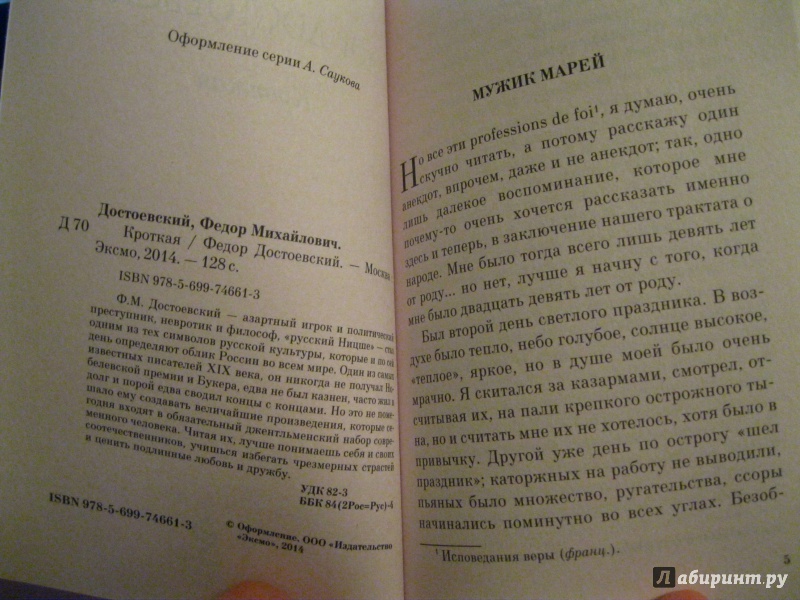 Оформление серии А. Саукова
Достоевский, Федор Михайлович.
Д 70
Кроткая / Федор Достоевский. — Москва :
Эксмо, 2014. — 128 с.
ISBN 978-5-699-74661-3
Ф.М. Достоевский — азартный игрок и политический
преступник, невротик и философ, «русский Ницше» — стал
одним из тех символов русской культуры, которые и по сей
день определяют облик России во всем мире. Один из самых
известных писателей XIX века, он никогда не получал Но-
белевской премии и Букера, едва не был казнен, часто жил в
долг и порой едва сводил концы с концами. Но это не поме-
шало ему создавать величайшие произведения, которые се-
годня входят в обязательный джентльменский набор совре-
менного человека. Читая их, лучше понимаешь себя и своих
соотечественников, учишься избегать чрезмерных страстей
и ценить подлинные любовь и дружбу.
УДК 82-3
ББК 84(2Рос=Рус)-4
ISBN 978-5-699-74661-3
© Оформление. ООО «Издательство
«Эксмо», 2014
МУЖИК МАРЕЙ
Но все эти professions de foi¹, я думаю, очень
скучно читать, а потому расскажу один
анекдот, впрочем, даже и не анекдот; так, одно
лишь далекое воспоминание, которое мне
почему-то очень хочется рассказать именно
здесь и теперь, в заключение нашего трактата о
народе. Мне было тогда всего лишь девять лет
от роду... но нет, лучше я начну с того, когда
мне было двадцать девять лет от роду.
Был второй день светлого праздника. В воз-
духе было тепло, небо голубое, солнце высокое,
«теплое», яркое, но в душе моей было очень
мрачно. Я скитался за казармами, смотрел, от-
считывая их, на пали крепкого острожного ты-
на, но и считать мне их не хотелось, хотя было в
привычку. Другой уже день по острогу «шел
праздник»; каторжных на работу не выводили,
пьяных было множество, ругательства, ссоры
начинались поминутно во всех углах. Безоб-
¹ Исповедания веры (франц.).
5
Лабиринт.ру